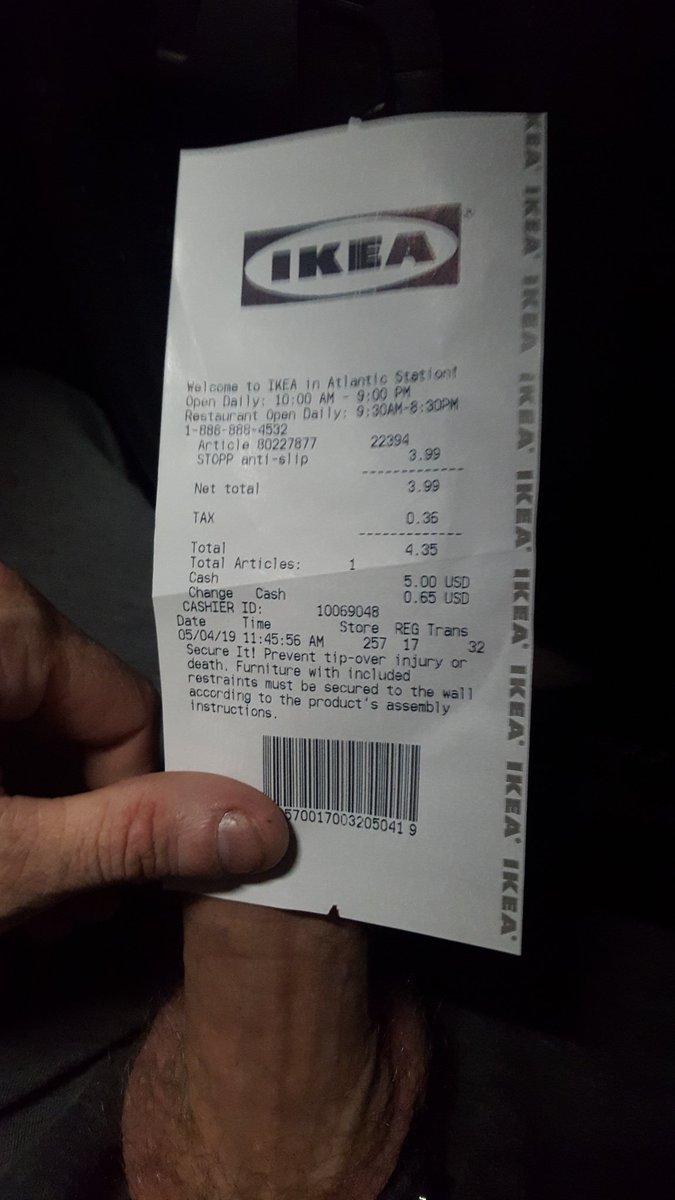 IKEA®
Welcome to IKEA in Atlantic Station!
Open Daily: 10:00 AM - 9:00 PM
Restaurant Open Daily: 9:30AM-8:30PM
1-888-888-4532
Article 80227877 22394
STOPP anti-slip 3.99
------------
Net total 3.99
TAX 0.36
------------
Total 4.35
Total Articles: 1
Cash 5.00 USD
Change Cash 0.65 USD
CASHIER ID: 10069048
Date Time Store REG Trans
05/04/19 11:45:56 AM 257 17 32
Secure It! Prevent tip-over injury or
death. Furniture with included
restraints must be secured to the wall
according to the product's assembly
instructions.
570017003205041 9
IKEA® IKEA® IKEA® IKEA® IKEA® IKEA® IKEA® IKEA® IKEA®